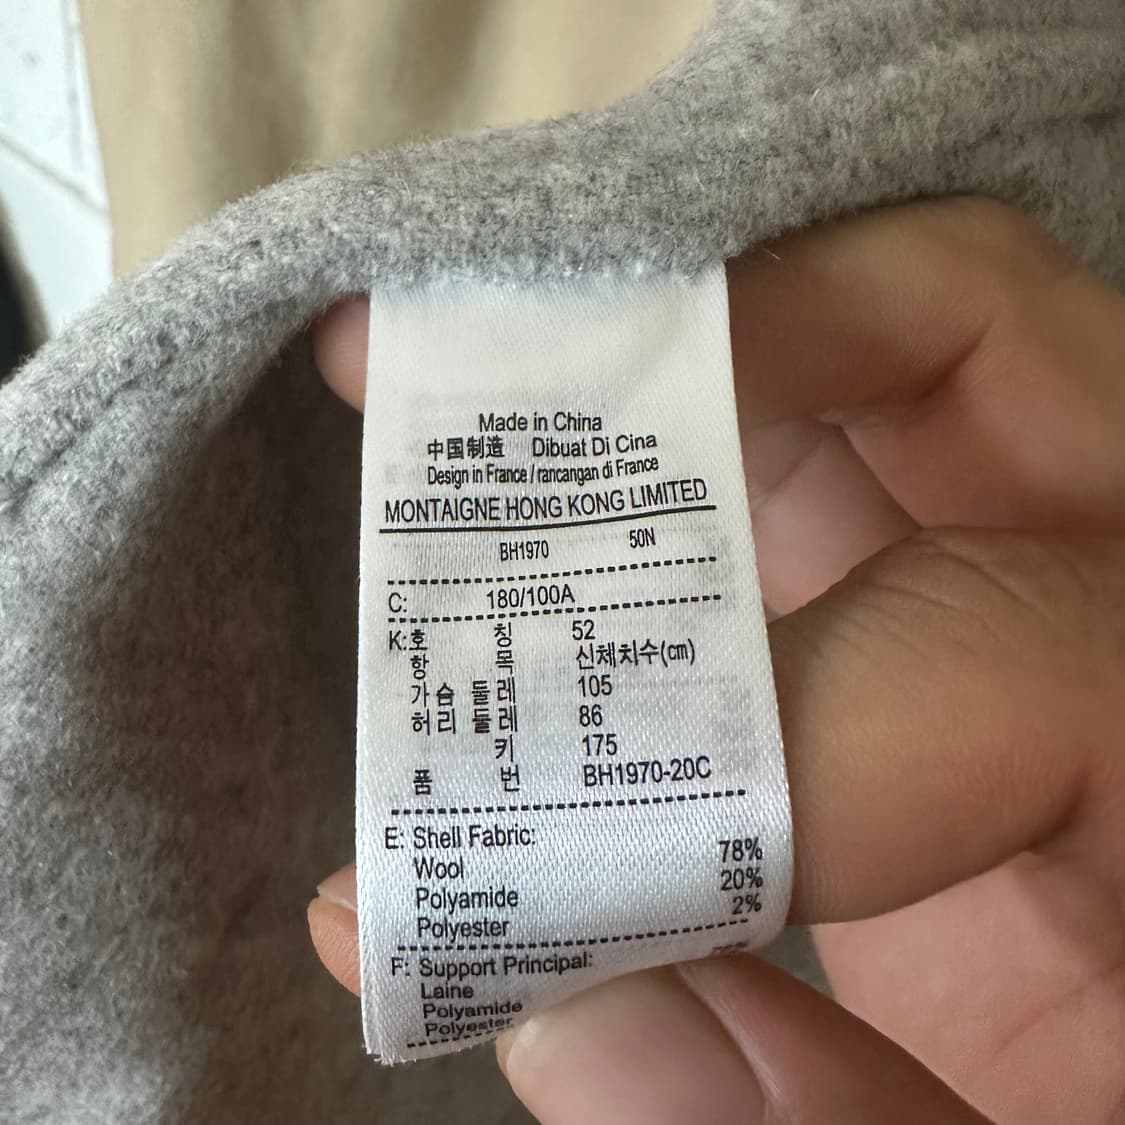 Made in China
中国制造 Dibuat Di Cina
Design in France / rancangan di France
MONTAIGNE HONG KONG LIMITED
BH1970 50N
C: 180/100A
K:호 칭 52
항 목 신체치수(cm)
가슴 둘레 105
허리 둘레 86
키 175
품 번 BH1970-20C
E: Shell Fabric:
Wool 78%
Polyamide 20%
Polyester 2%
F: Support Principal:
Laine
Polyamide
Polyester